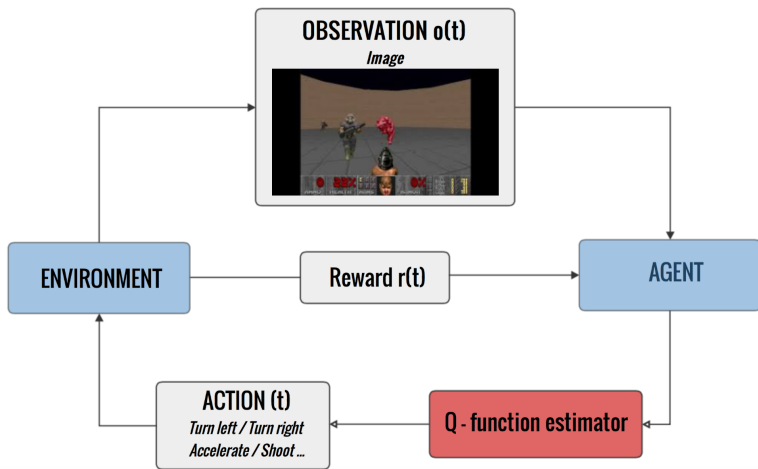 OBSERVATION o(t)
Image
ENVIRONMENT
Reward r(t)
AGENT
ACTION (t)
Turn left / Turn right
Accelerate / Shoot ...
Q - function estimator